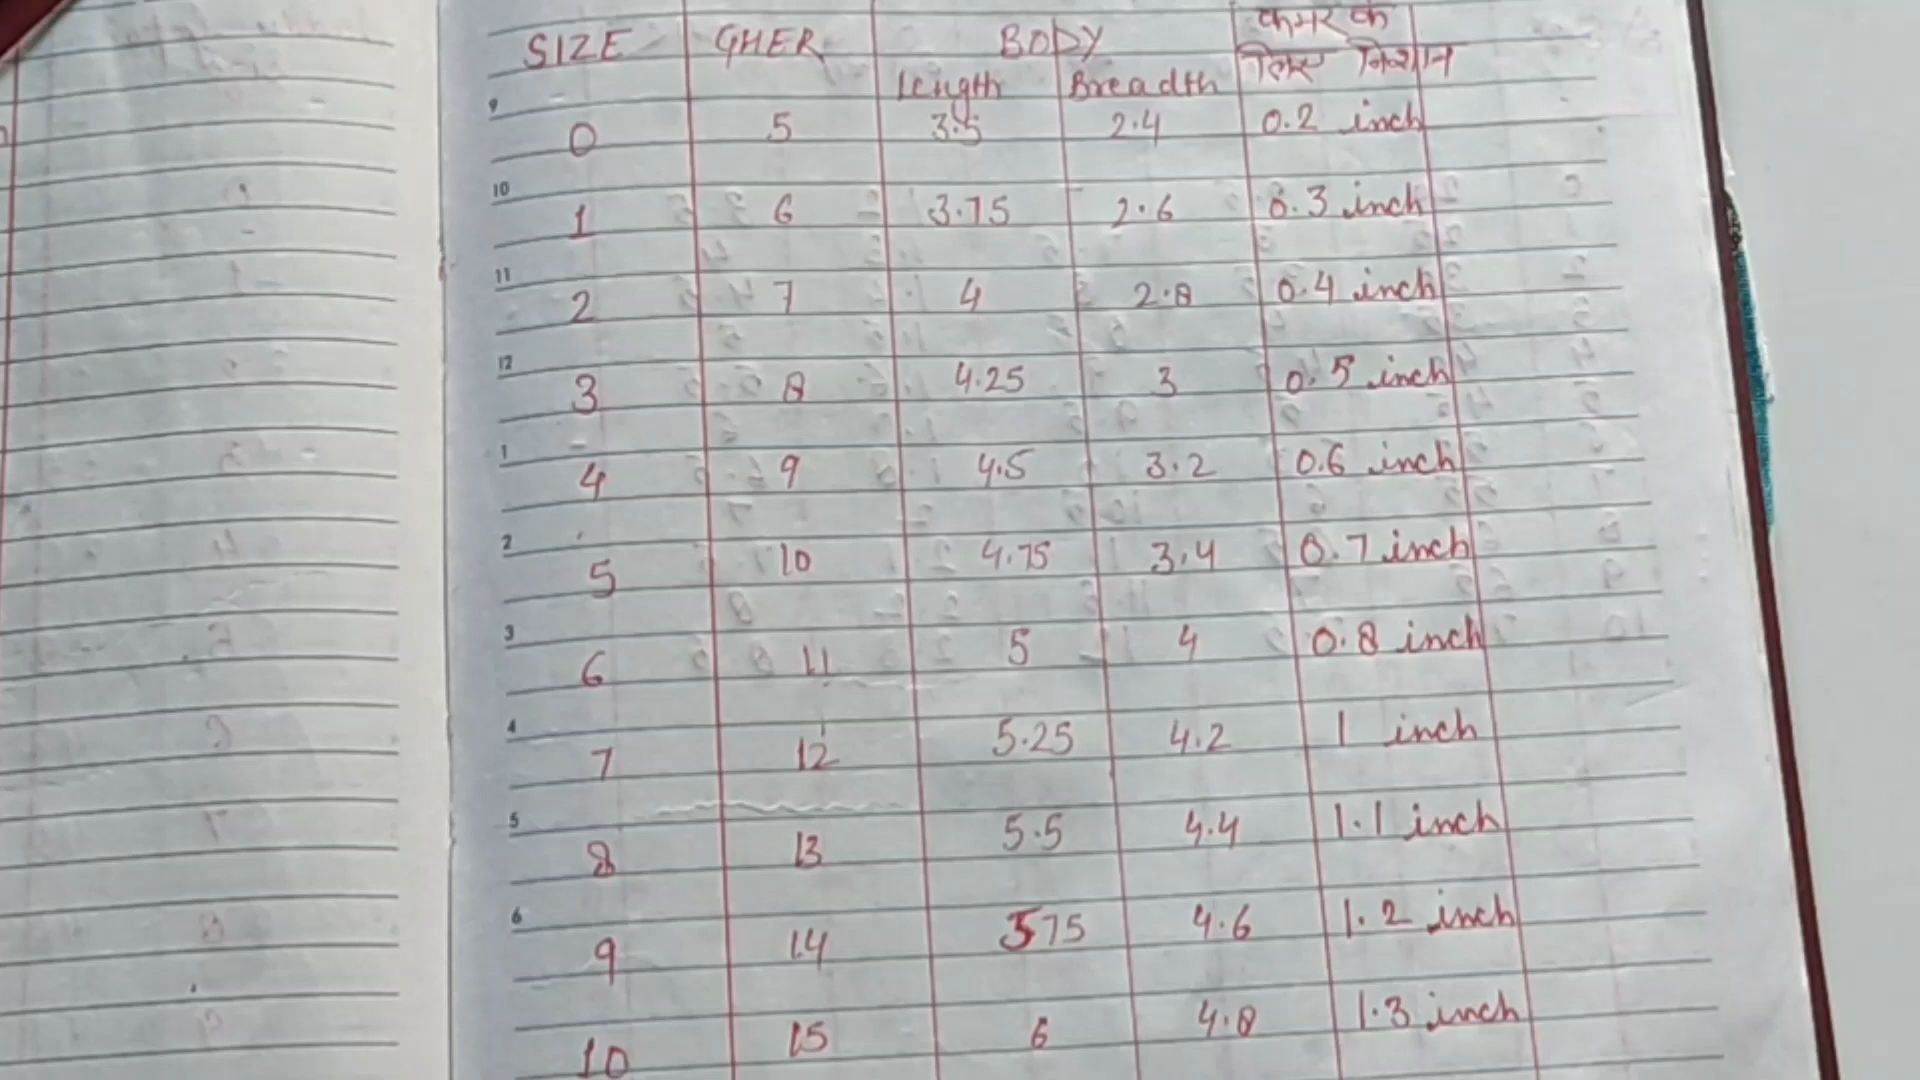 कमर के
SIZE GHER BODY
Length Breadth लिए निशान
9
0 5 3.5 2.4 0.2 inch
10
1 6 3.75 2.6 0.3 inch
11
2 7 4 2.8 0.4 inch
12
3 8 4.25 3 0.5 inch
1
4 9 4.5 3.2 0.6 inch
2
5 10 4.75 3.4 0.7 inch
3
6 11 5 4 0.8 inch
4
7 12 5.25 4.2 1 inch
5
8 13 5.5 4.4 1.1 inch
6
9 14 575 4.6 1.2 inch
10 15 6 4.8 1.3 inch